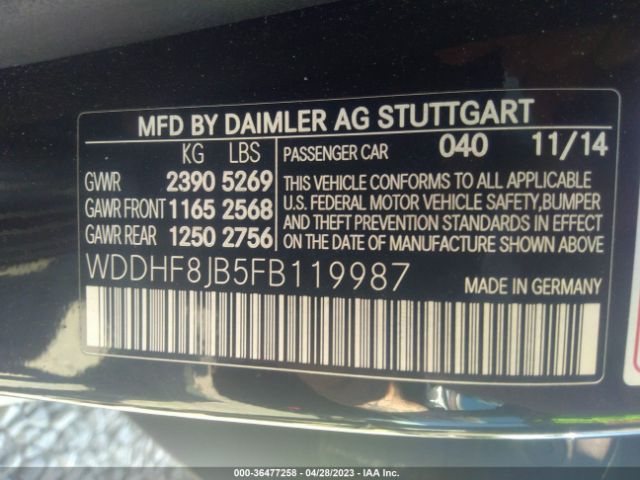 MFD BY DAIMLER AG STUTTGART
KG LBS
GVWR 2390 5269
GAWR FRONT 1165 2568
GAWR REAR 1250 2756
PASSENGER CAR 040 11/14
THIS VEHICLE CONFORMS TO ALL APPLICABLE
U.S. FEDERAL MOTOR VEHICLE SAFETY,BUMPER
AND THEFT PREVENTION STANDARDS IN EFFECT
ON THE DATE OF MANUFACTURE SHOWN ABOVE.
WDDHF8JB5FB119987
MADE IN GERMANY
000-36477258 - 04/28/2023 - IAA Inc.